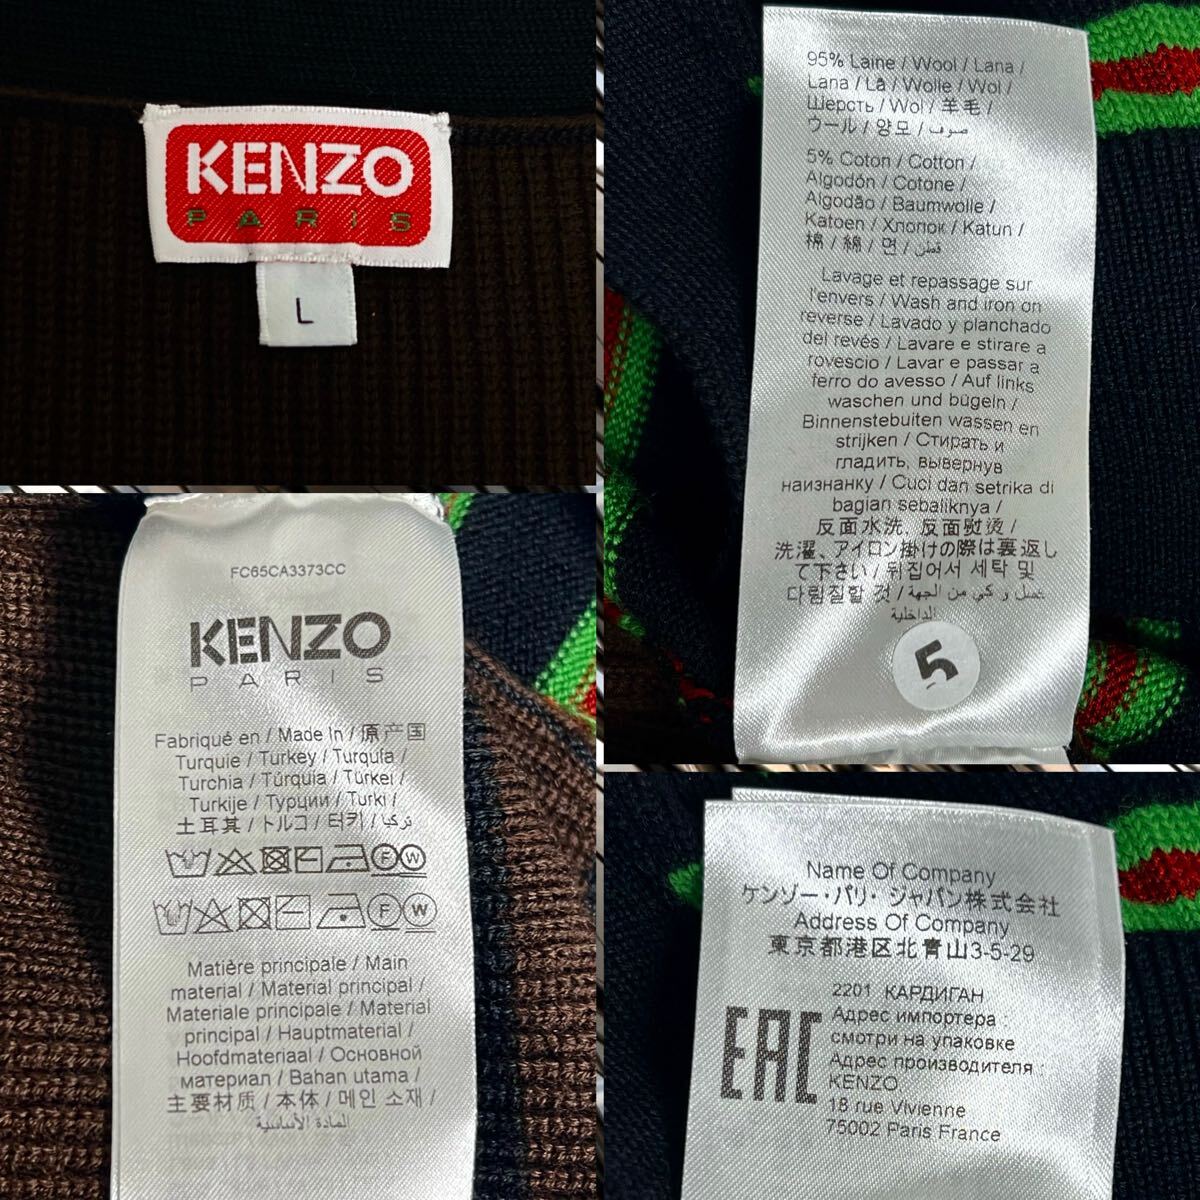 KENZO
PARIS
L
95% Laine / Wool / Lana /
Lana / Lã / Wolle / Wol /
Шерсть / Wol / 羊毛 /
ウール / 양모 / صوف
5% Coton / Cotton /
Algodón / Cotone /
Algodão / Baumwolle /
Katoen / Хлопок / Katun /
棉 / 綿 / 면 / قطن
Lavage et repassage sur
l'envers / Wash and iron on
reverse / Lavado y planchado
del revés / Lavare e stirare a
rovescio / Lavar e passar a
ferro do avesso / Auf links
waschen und bügeln /
Binnenstebuiten wassen en
strijken / Стирать и
гладить, вывернув
наизнанку / Cuci dan setrika di
bagian sebaliknya /
反面水洗, 反面熨烫 /
洗濯、アイロン掛けの際は裏返し
て下さい / 뒤집어서 세탁 및
다림질할 것 / تغسل و كي من الجهة
الداخلية
5
FC65CA3373CC
KENZO
PARIS
Fabriqué en / Made In / 原产国
Turquie / Turkey / Turquía /
Turchia / Túrquia / Türkei /
Turkije / Турции / Turki /
土耳其 / トルコ / 터키 / تركيا
F W
F W
Matière principale / Main
material / Material principal /
Materiale principale / Material
principal / Hauptmaterial /
Hoofdmateriaal / Основной
материал / Bahan utama /
主要材质 / 本体 / 메인 소재 /
المادة الأساسية
Name Of Company
ケンゾー・パリ・ジャパン株式会社
Address Of Company
東京都港区北青山3-5-29
EAC
2201 КАРДИГАН
Адрес импортера :
смотри на упаковке
Адрес производителя :
KENZO
18 rue Vivienne
75002 Paris France